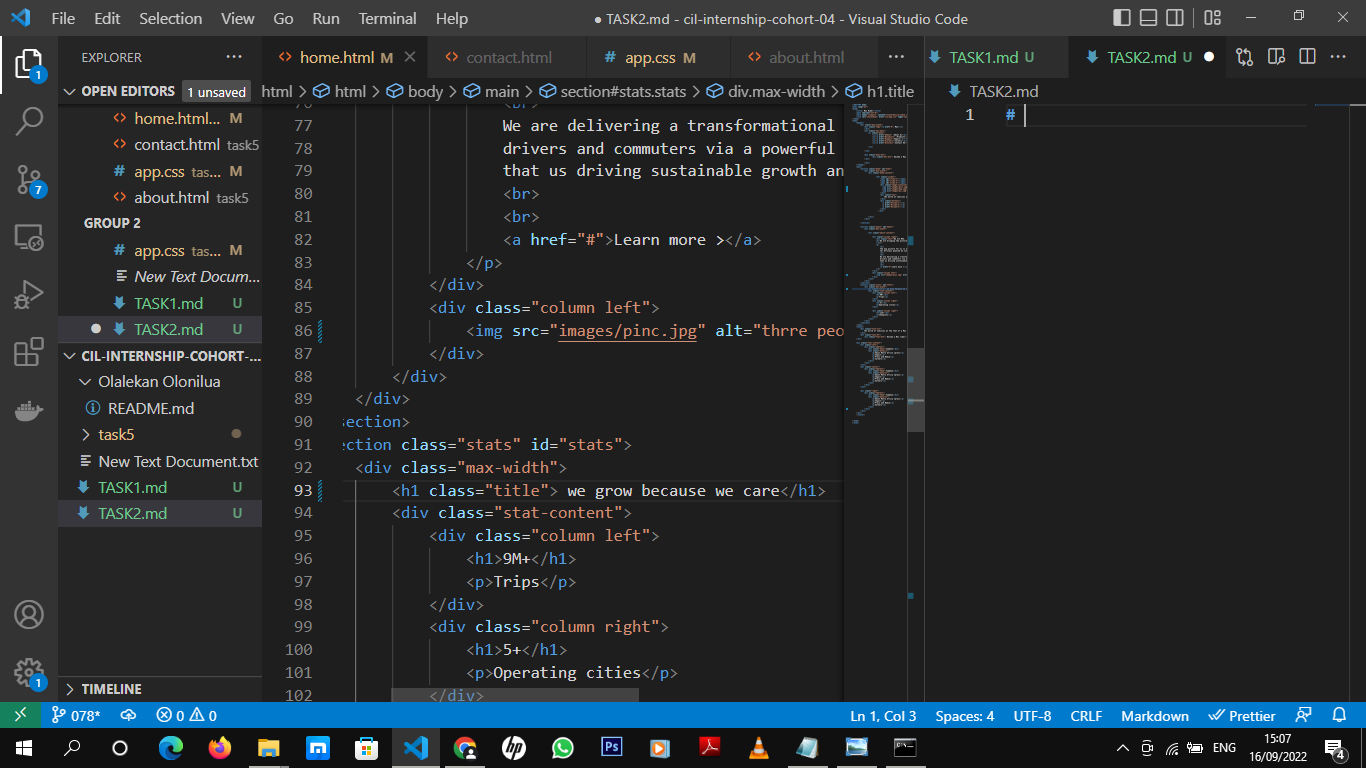 File Edit Selection View Go Run Terminal Help
● TASK2.md - cil-internship-cohort-04 - Visual Studio Code
EXPLORER
OPEN EDITORS 1 unsaved
home.html... M
contact.html task5
app.css tas... M
about.html task5
GROUP 2
app.css tas... M
New Text Docum...
TASK1.md U
TASK2.md U
CIL-INTERNSHIP-COHORT-...
Olalekan Olonilua
README.md
task5
New Text Document.txt
TASK1.md U
TASK2.md U
TIMELINE
1
7
1
home.html M
contact.html
app.css M
about.html
html > html > body > main > section#stats.stats > div.max-width > h1.title
76 <br>
77 We are delivering a transformational
78 drivers and commuters via a powerful
79 that us driving sustainable growth an
80 <br>
81 <br>
82 <a href="#">Learn more ></a>
83 </p>
84 </div>
85 <div class="column left">
86 <img src="images/pinc.jpg" alt="thrre peo
87 </div>
88 </div>
89 </div>
90 section>
91 ection class="stats" id="stats">
92 <div class="max-width">
93 <h1 class="title"> we grow because we care</h1>
94 <div class="stat-content">
95 <div class="column left">
96 <h1>9M+</h1>
97 <p>Trips</p>
98 </div>
99 <div class="column right">
100 <h1>5+</h1>
101 <p>Operating cities</p>
102 </div>
TASK1.md U
TASK2.md U
TASK2.md
1 #
078* 0 0
Ln 1, Col 3 Spaces: 4 UTF-8 CRLF Markdown Prettier
hp
Ps
ENG
15:07
16/09/2022
4